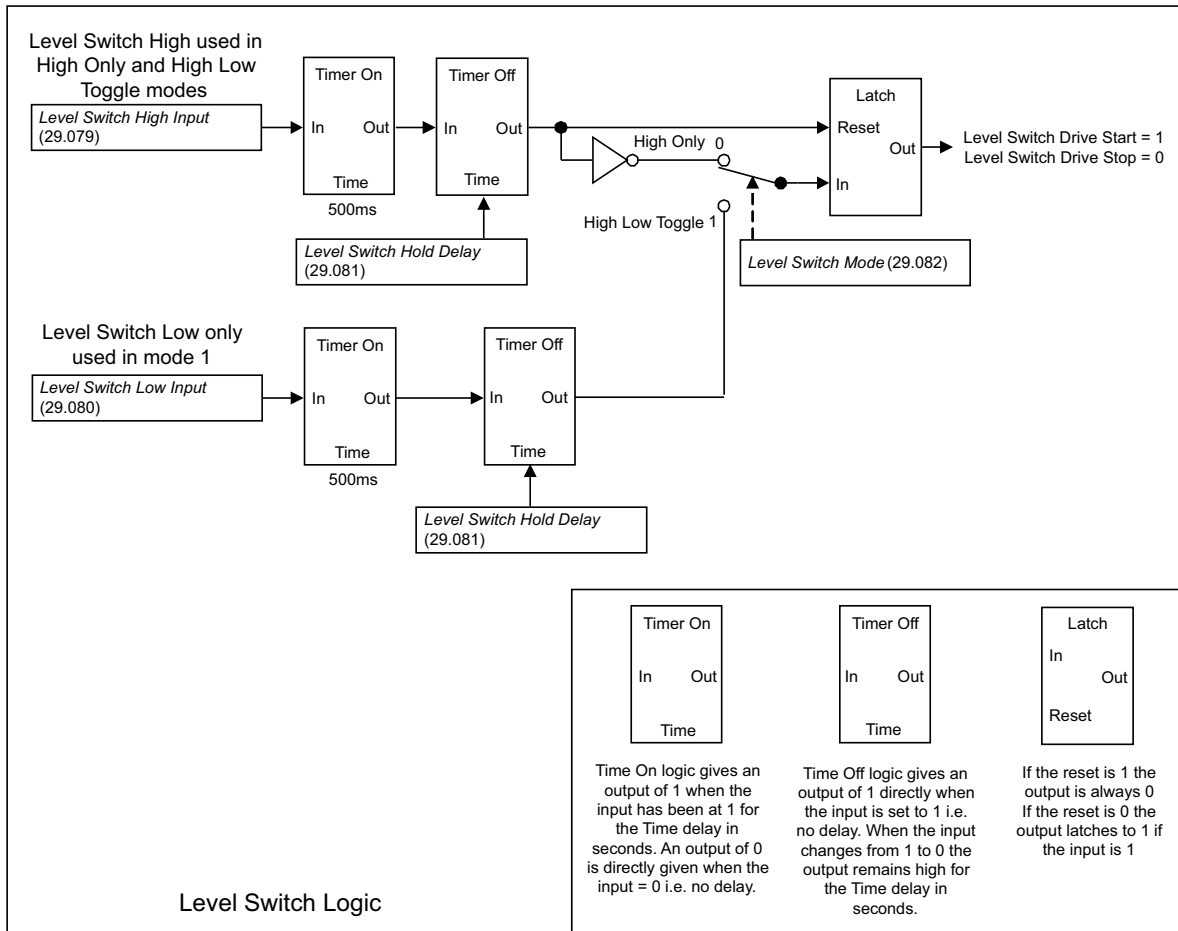 Level Switch High used in
High Only and High Low
Toggle modes
Level Switch High Input
(29.079)
Timer On
In
Out
Time
500ms
Timer Off
In
Out
Time
Level Switch Hold Delay
(29.081)
High Only
0
High Low Toggle
1
Level Switch Mode (29.082)
Latch
Reset
Out
In
Level Switch Drive Start = 1
Level Switch Drive Stop = 0
Level Switch Low only
used in mode 1
Level Switch Low Input
(29.080)
Timer On
In
Out
Time
500ms
Timer Off
In
Out
Time
Level Switch Hold Delay
(29.081)
Timer On
In
Out
Time
Time On logic gives an
output of 1 when the
input has been at 1 for
the Time delay in
seconds. An output of 0
is directly given when the
input = 0 i.e. no delay.
Timer Off
In
Out
Time
Time Off logic gives an
output of 1 directly when
the input is set to 1 i.e.
no delay. When the input
changes from 1 to 0 the
output remains high for
the Time delay in
seconds.
Latch
In
Out
Reset
If the reset is 1 the
output is always 0
If the reset is 0 the
output latches to 1 if
the input is 1
Level Switch Logic